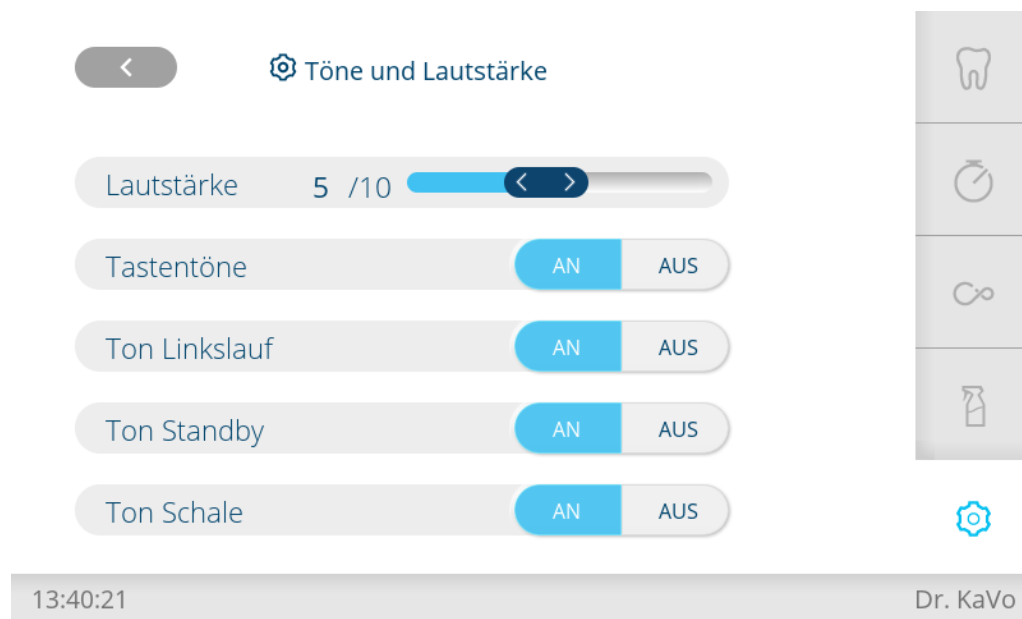 Töne und Lautstärke
Lautstärke 5 /10
Tastentöne AN AUS
Ton Linkslauf AN AUS
Ton Standby AN AUS
Ton Schale AN AUS
13:40:21 Dr. KaVo